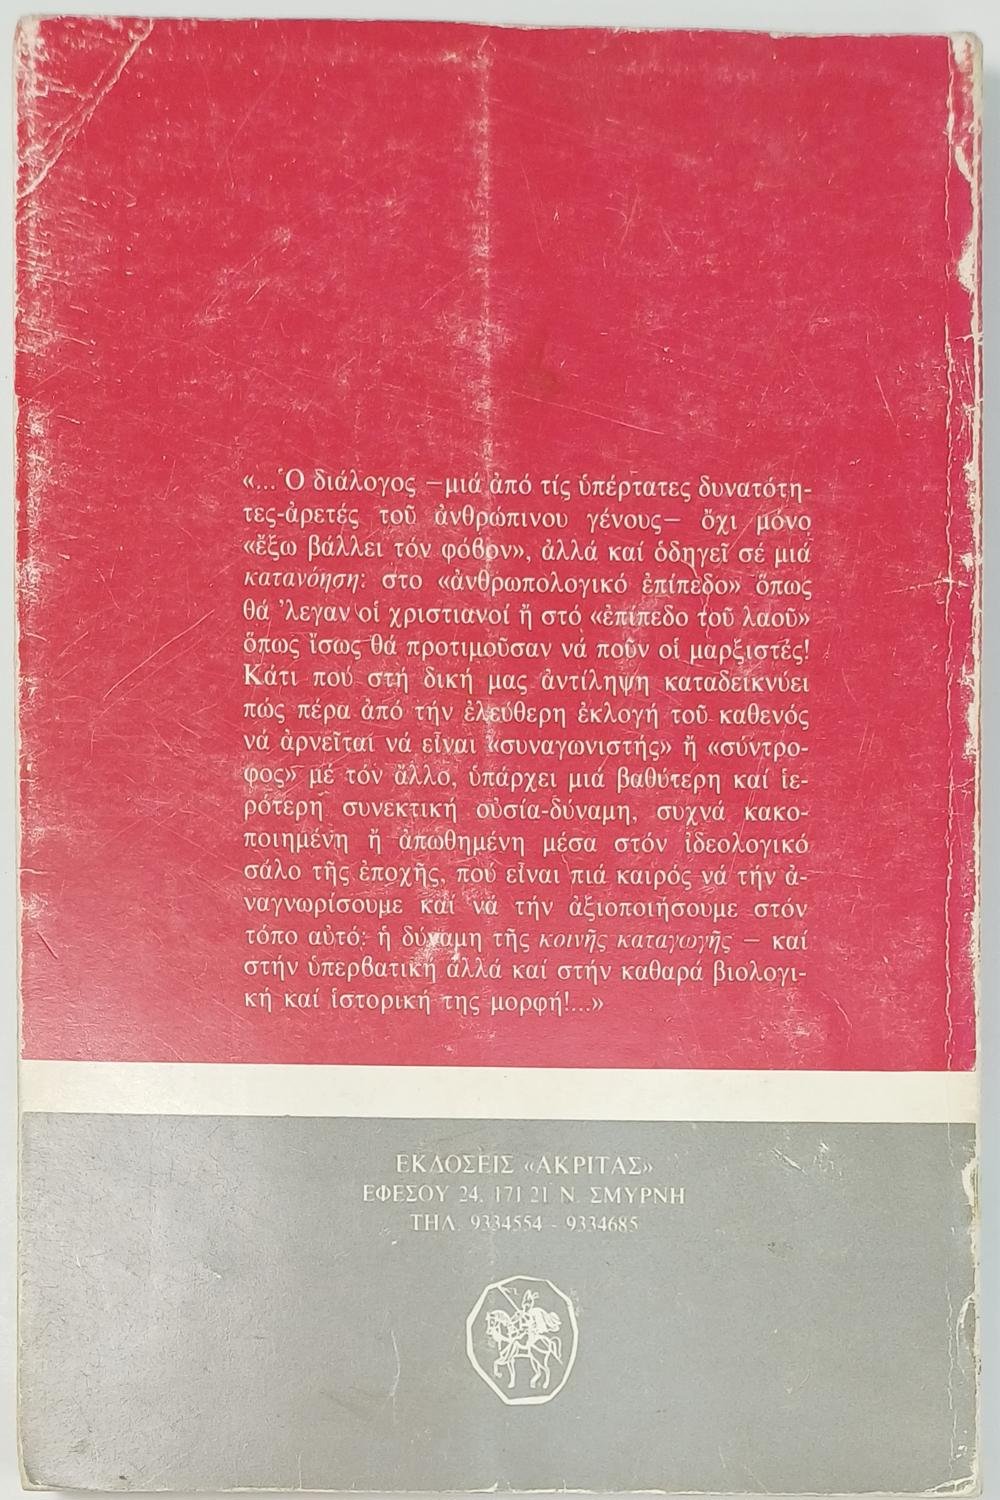 «... Ὁ διάλογος –μιά ἀπό τίς ὑπέρτατες δυνατότη-
τες-ἀρετές τοῦ ἀνθρώπινου γένους– ὄχι μόνο
«ἔξω βάλλει τόν φόβον», ἀλλά καί ὁδηγεῖ σέ μιά
κατανόηση: στο «ἀνθρωπολογικό ἐπίπεδο» ὅπως
θά 'λεγαν οἱ χριστιανοί ἤ στό «ἐπίπεδο τοῦ λαοῦ»
ὅπως ἴσως θά προτιμοῦσαν νά ποῦν οἱ μαρξιστές!
Κάτι πού στή δική μας ἀντίληψη καταδεικνύει
πώς πέρα ἀπό τήν ἐλεύθερη ἐκλογή τοῦ καθενός
νά ἀρνεῖται νά εἶναι «συναγωνιστής» ἤ «σύντρο-
φος» μέ τόν ἄλλο, ὑπάρχει μιά βαθύτερη καί ἱε-
ρότερη συνεκτική οὐσία-δύναμη, συχνά κακο-
ποιημένη ἤ ἀπωθημένη μέσα στόν ἰδεολογικό
σάλο τῆς ἐποχῆς, πού εἶναι πιά καιρός νά τήν ἀ-
ναγνωρίσουμε καί νά τήν ἀξιοποιήσουμε στόν
τόπο αὐτό: ἡ δύναμη τῆς κοινῆς καταγωγῆς – καί
στήν ὑπερβατική ἀλλά καί στήν καθαρά βιολογι-
κή καί ἱστορική της μορφή!...»
ΕΚΔΟΣΕΙΣ «ΑΚΡΙΤΑΣ»
ΕΦΕΣΟΥ 24, 171 21 Ν. ΣΜΥΡΝΗ
ΤΗΛ. 9334554 - 9334685